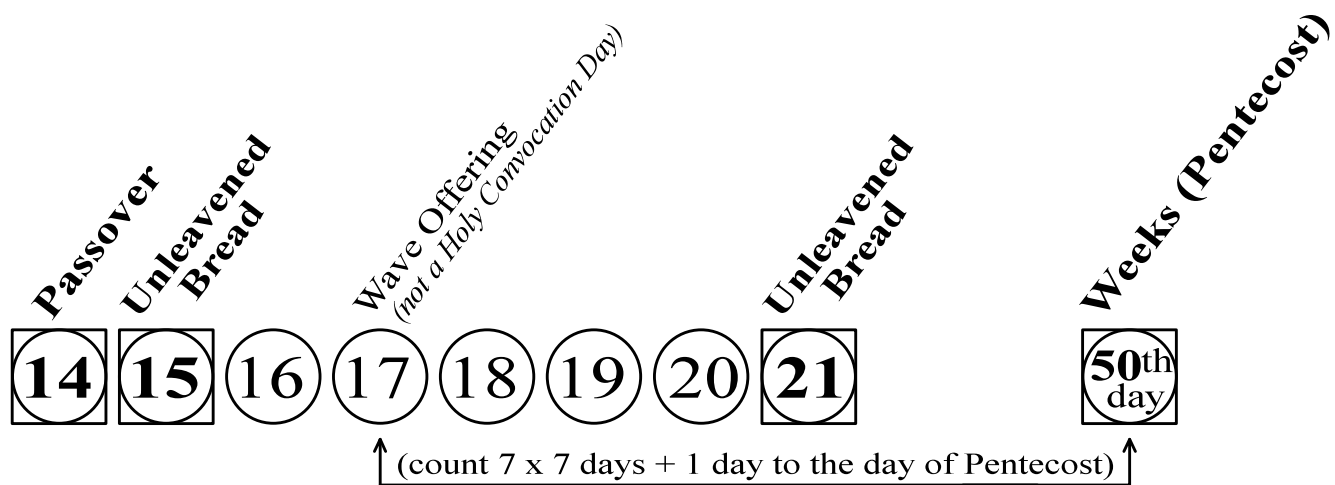 Passover
Unleavened
Bread
Wave Offering
(not a Holy Convocation Day)
Unleavened
Bread
Weeks (Pentecost)
14 15 16 17 18 19 20 21 50th
day
(count 7 x 7 days + 1 day to the day of Pentecost)